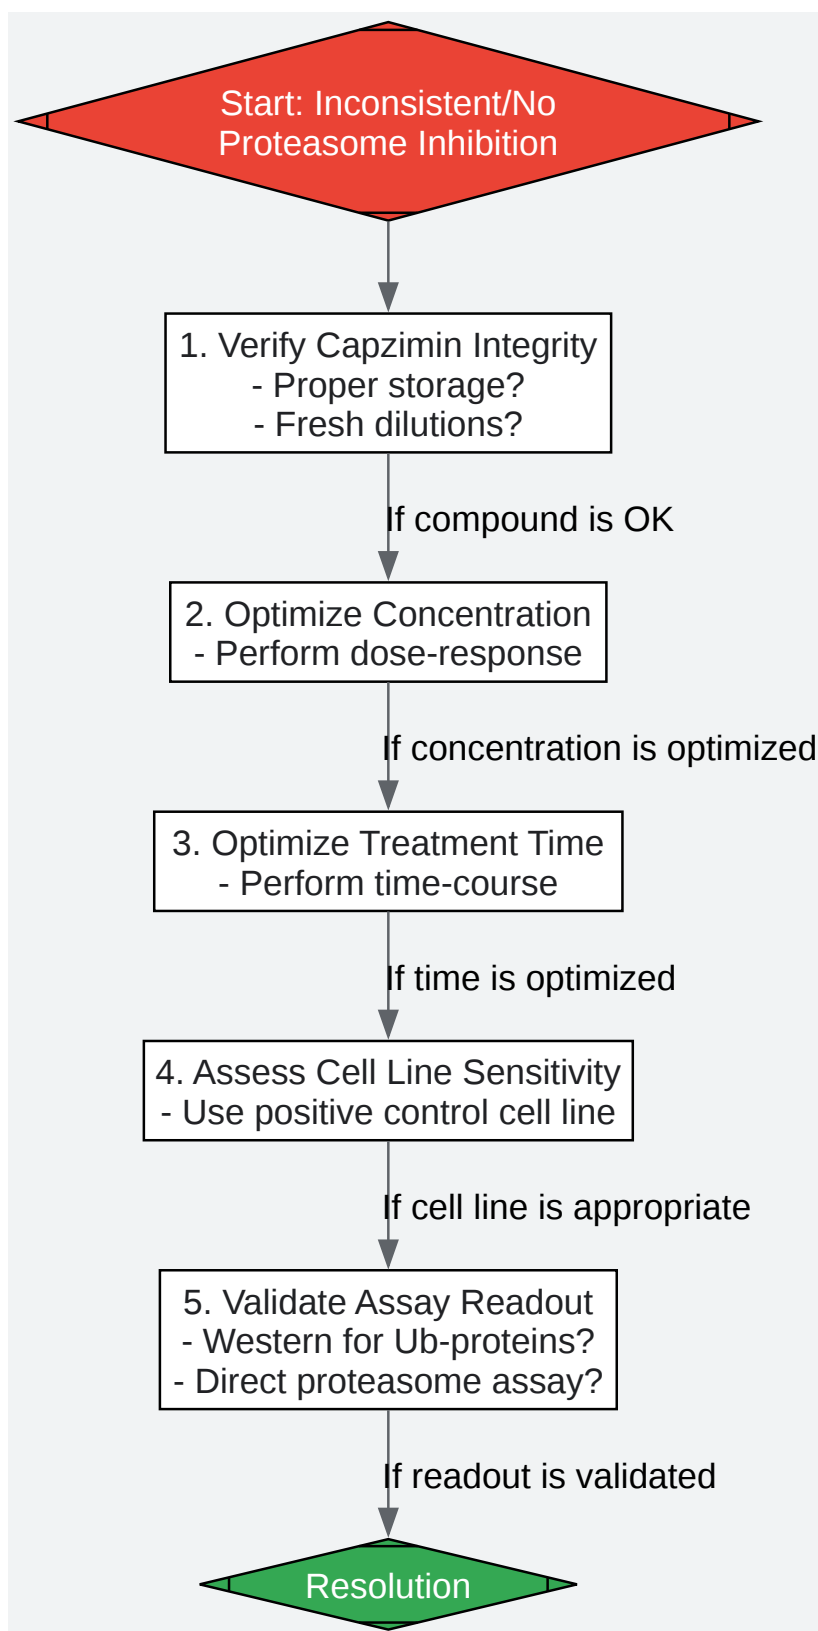 Start: Inconsistent/No
Proteasome Inhibition
1. Verify Capzimin Integrity
- Proper storage?
- Fresh dilutions?
If compound is OK
2. Optimize Concentration
- Perform dose-response
If concentration is optimized
3. Optimize Treatment Time
- Perform time-course
If time is optimized
4. Assess Cell Line Sensitivity
- Use positive control cell line
If cell line is appropriate
5. Validate Assay Readout
- Western for Ub-proteins?
- Direct proteasome assay?
If readout is validated
Resolution